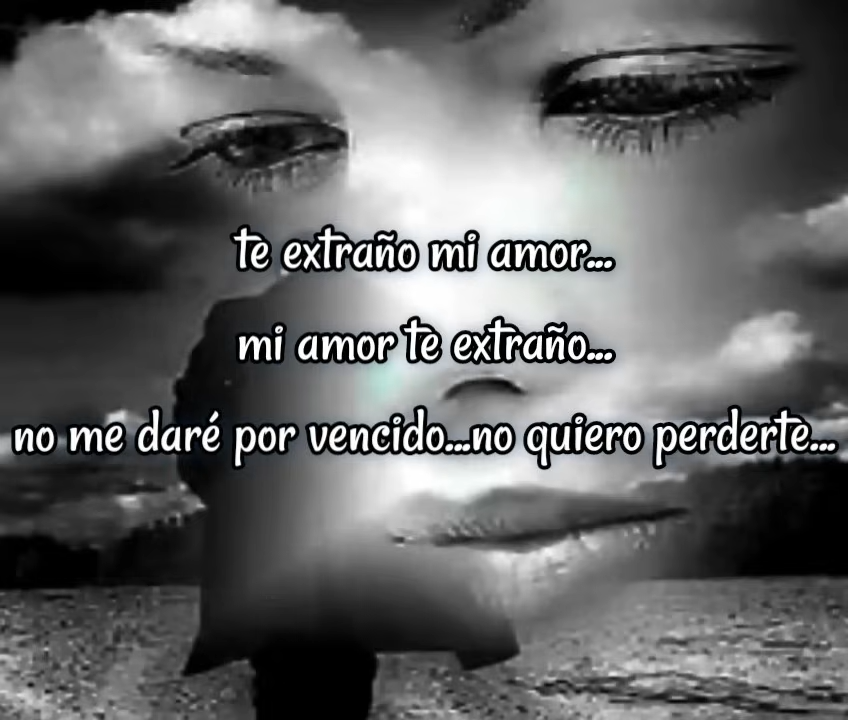 te extraño mi amor...
mi amor te extraño...
no me daré por vencido...no quiero perderte...